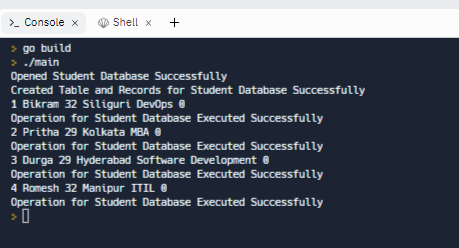 Console × Shell × +
go build
./main
Opened Student Database Successfully
Created Table and Records for Student Database Successfully
1 Bikram 32 Siliguri DevOps 0
Operation for Student Database Executed Successfully
2 Pritha 29 Kolkata MBA 0
Operation for Student Database Executed Successfully
3 Durga 29 Hyderabad Software Development 0
Operation for Student Database Executed Successfully
4 Romesh 32 Manipur ITIL 0
Operation for Student Database Executed Successfully